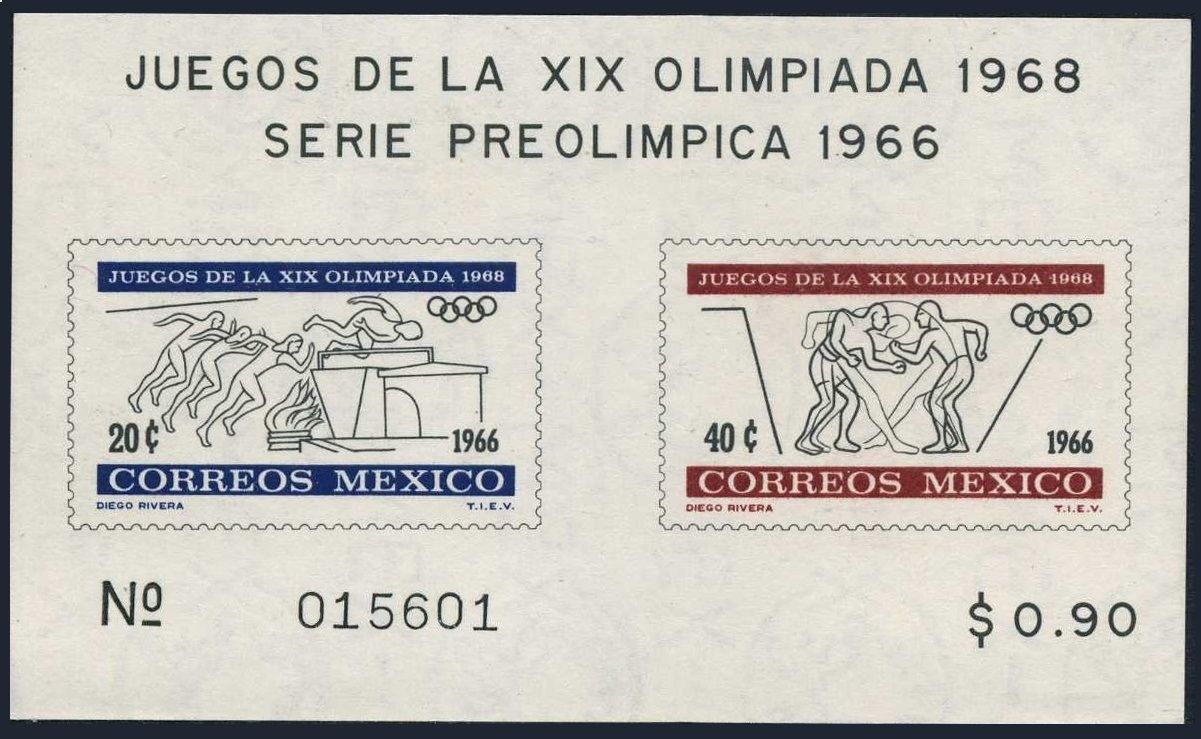 JUEGOS DE LA XIX OLIMPIADA 1968
SERIE PREOLIMPICA 1966
JUEGOS DE LA XIX OLIMPIADA 1968
20 ¢
1966
CORREOS MEXICO
DIEGO RIVERA
T.I.E.V.
JUEGOS DE LA XIX OLIMPIADA 1968
40 ¢
1966
CORREOS MEXICO
DIEGO RIVERA
T.I.E.V.
Nº 015601
$ 0.90